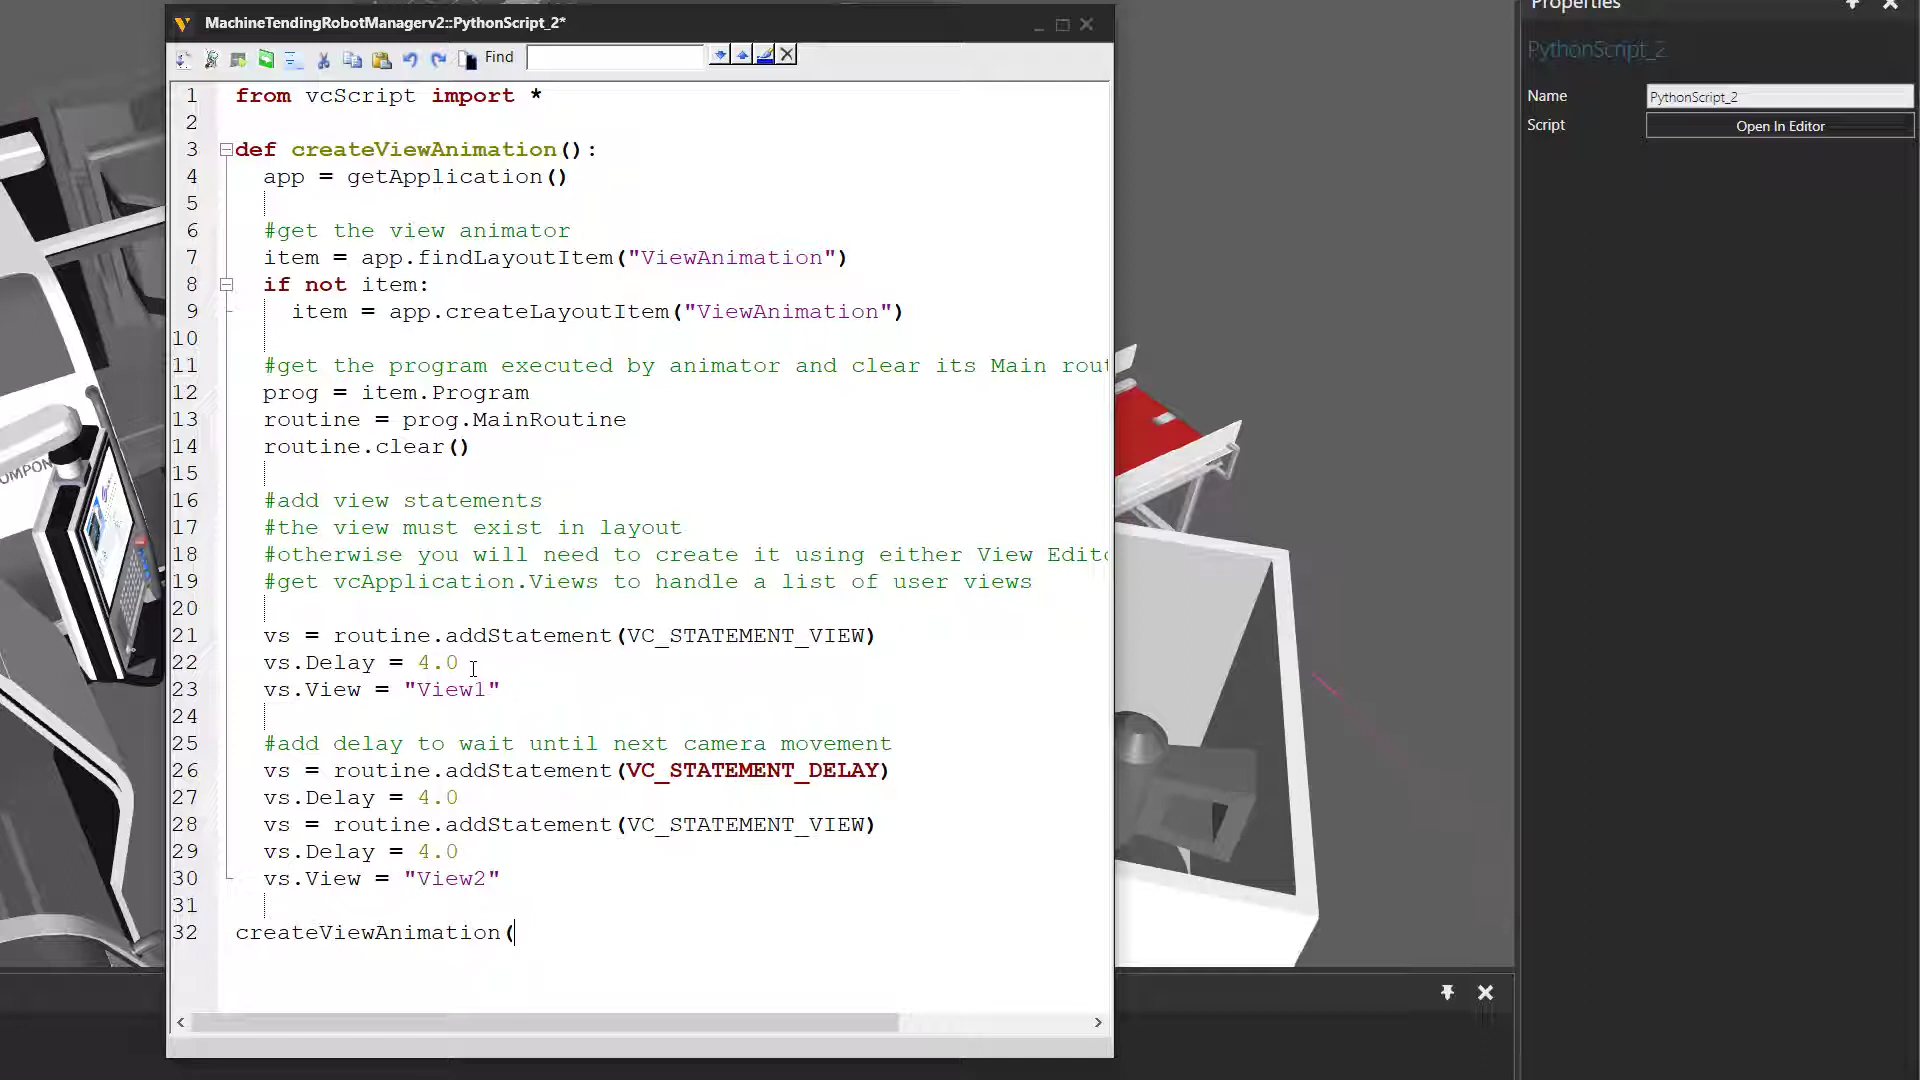 MachineTendingRobotManagerv2::PythonScript_2*
Find
1 from vcScript import *
2
3 def createViewAnimation():
4 app = getApplication()
5
6 #get the view animator
7 item = app.findLayoutItem("ViewAnimation")
8 if not item:
9 item = app.createLayoutItem("ViewAnimation")
10
11 #get the program executed by animator and clear its Main rout
12 prog = item.Program
13 routine = prog.MainRoutine
14 routine.clear()
15
16 #add view statements
17 #the view must exist in layout
18 #otherwise you will need to create it using either View Edito
19 #get vcApplication.Views to handle a list of user views
20
21 vs = routine.addStatement(VC_STATEMENT_VIEW)
22 vs.Delay = 4.0
23 vs.View = "View1"
24
25 #add delay to wait until next camera movement
26 vs = routine.addStatement(VC_STATEMENT_DELAY)
27 vs.Delay = 4.0
28 vs = routine.addStatement(VC_STATEMENT_VIEW)
29 vs.Delay = 4.0
30 vs.View = "View2"
31
32 createViewAnimation(
Properties
PythonScript_2
Name PythonScript_2
Script Open In Editor
OMPON